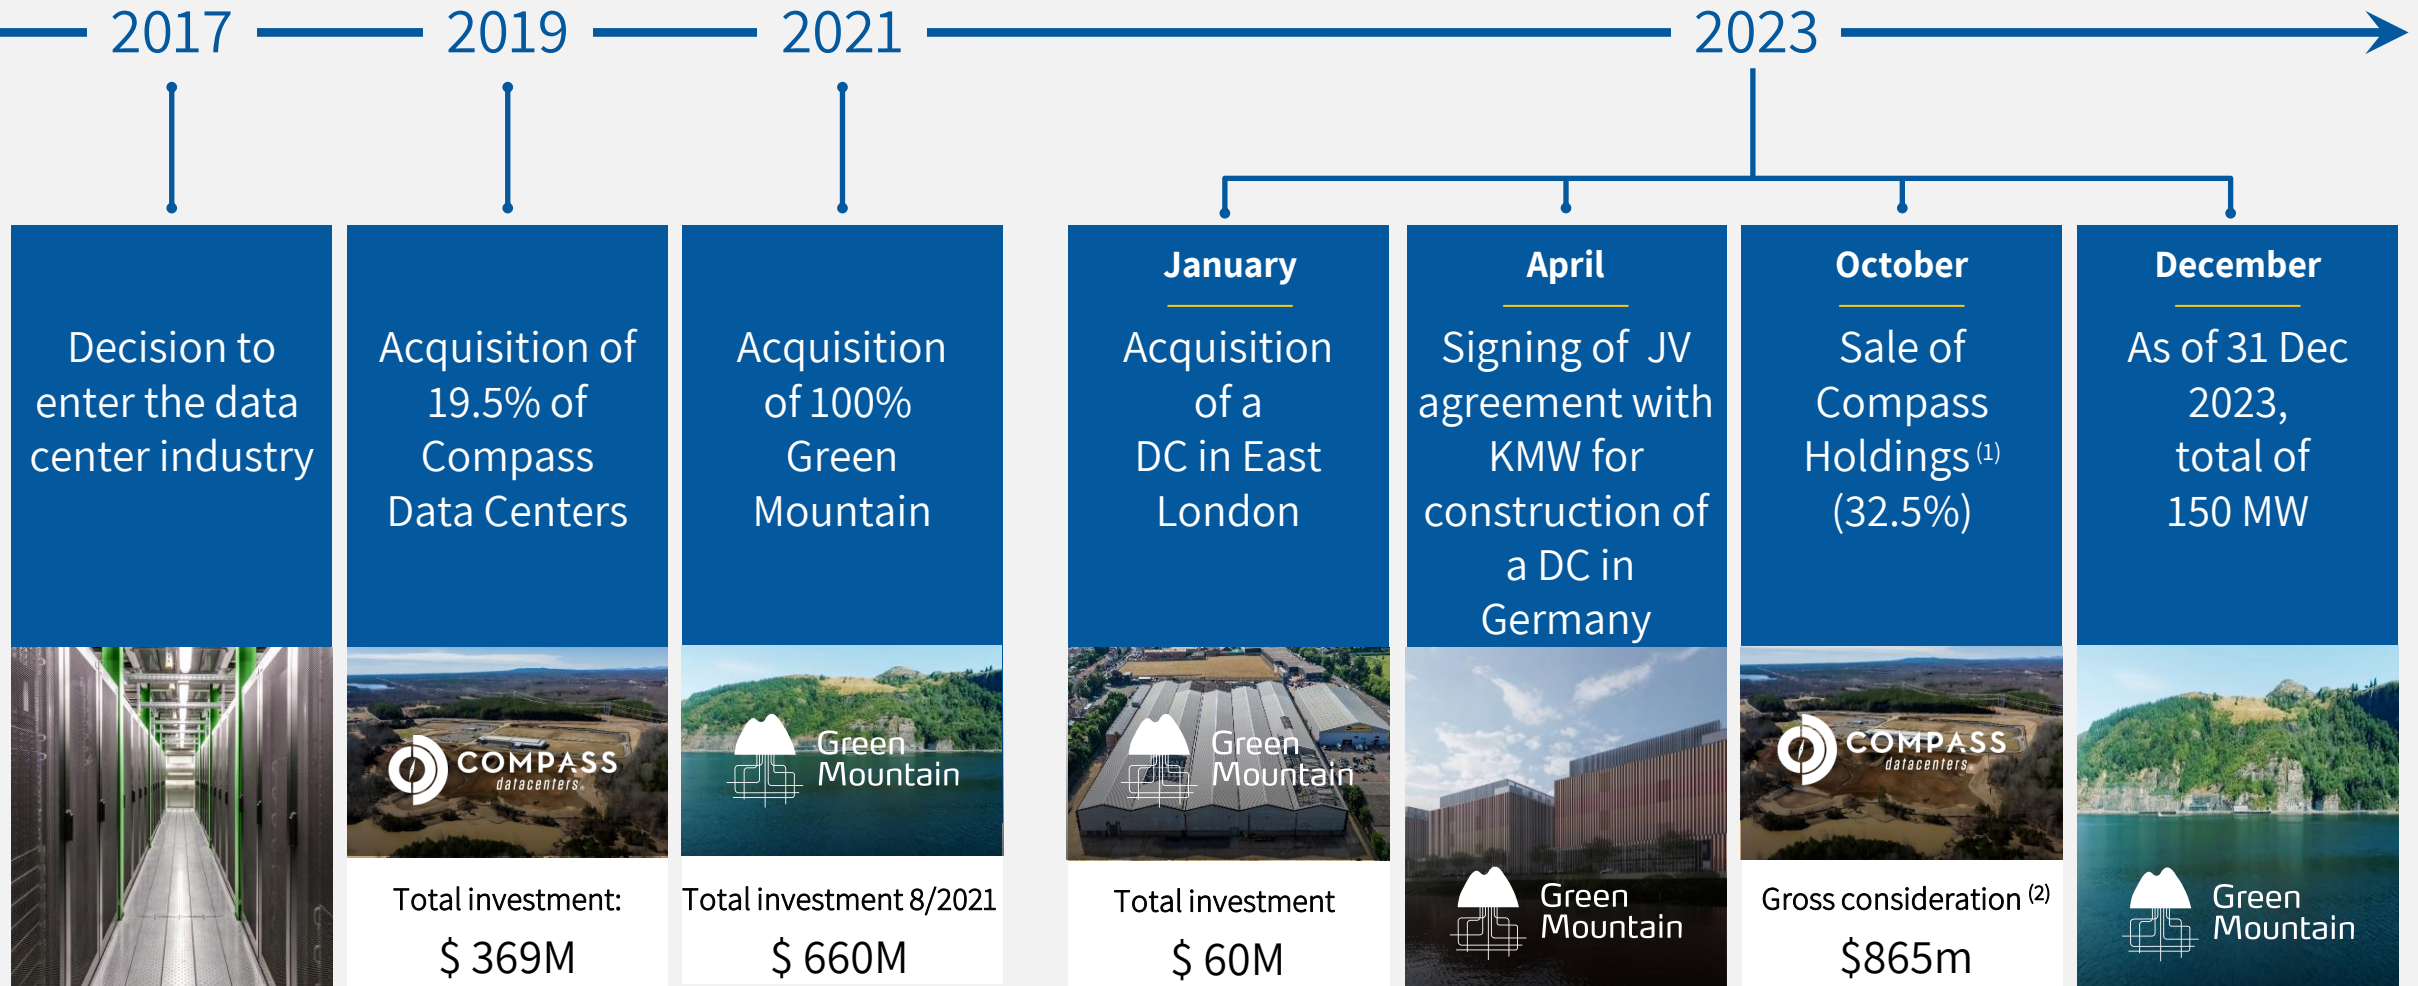 2017
2019
2021
2023
Decision to
enter the data
center industry
Acquisition of
19.5% of
Compass
Data Centers
COMPASS
datacenters®
Total investment:
$ 369M
Acquisition
of 100%
Green
Mountain
Green
Mountain
Total investment 8/2021
$ 660M
January
Acquisition
of a
DC in East
London
Green
Mountain
Total investment
$ 60M
April
Signing of JV
agreement with
KMW for
construction of
a DC in
Germany
Green
Mountain
October
Sale of
Compass
Holdings (1)
(32.5%)
COMPASS
datacenters
Gross consideration (2)
$865m
December
As of 31 Dec
2023,
total of
150 MW
Green
Mountain